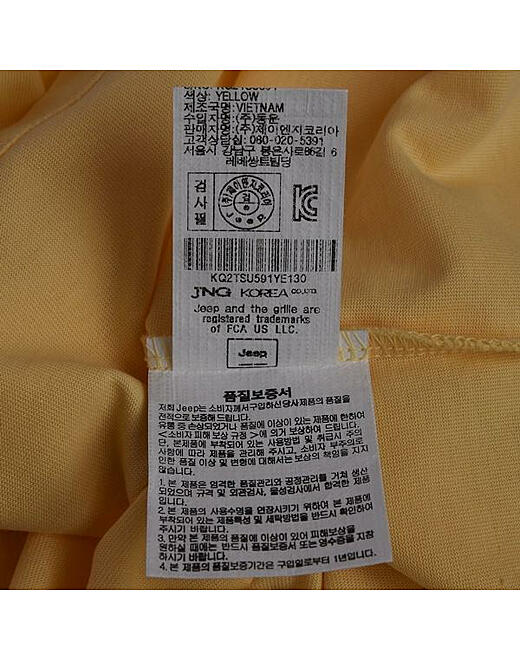 색상: YELLOW
제조국명: VIETNAM
수입자명: (주)동운
판매자명: (주)제이엔지코리아
고객상담실: 080-020-5391
서울시 강남구 봉은사로86길 6
레베쌍트빌딩
검사필
(주)제이엔지코리아
검
Jeep
KC
KQ2TSU591YE130
J'NG KOREA CO.,LTD.
Jeep and the grille are
registered trademarks
of FCA US LLC.
Jeep
품질보증서
저희 Jeep는 소비자께서 구입하신 당사제품의 품질을
전적으로 보증해 드립니다.
유통 중 손상되었거나 품질에 이상이 있는 제품에 한하여
<소비자 피해 보상 규정>에 의거 보상하여 드립니다.
단, 본제품에 부착되어 있는 사용방법 및 취급시 주의
사항에 따라 제품을 관리해 주시고, 소비자 부주의로
인한 품질 이상 및 변형에 대해서는 보상의 책임을 지지
않습니다.
1. 본 제품은 엄격한 품질관리와 공정관리를 거쳐 생산
되었으며 규격 및 외관검사, 물성검사에서 합격한 제품
입니다.
2. 본 제품의 사용수명을 연장시키기 위하여 본 제품에
부착되어 있는 제품특성 및 세탁방법을 반드시 확인하여
주시기 바랍니다.
3. 만약 본 제품의 품질에 이상이 있어 피해보상을
원하실 때에는 반드시 품질보증서 또는 영수증을 지참
하시기 바랍니다.
4. 본 제품의 품질보증기간은 구입일로부터 1년입니다.